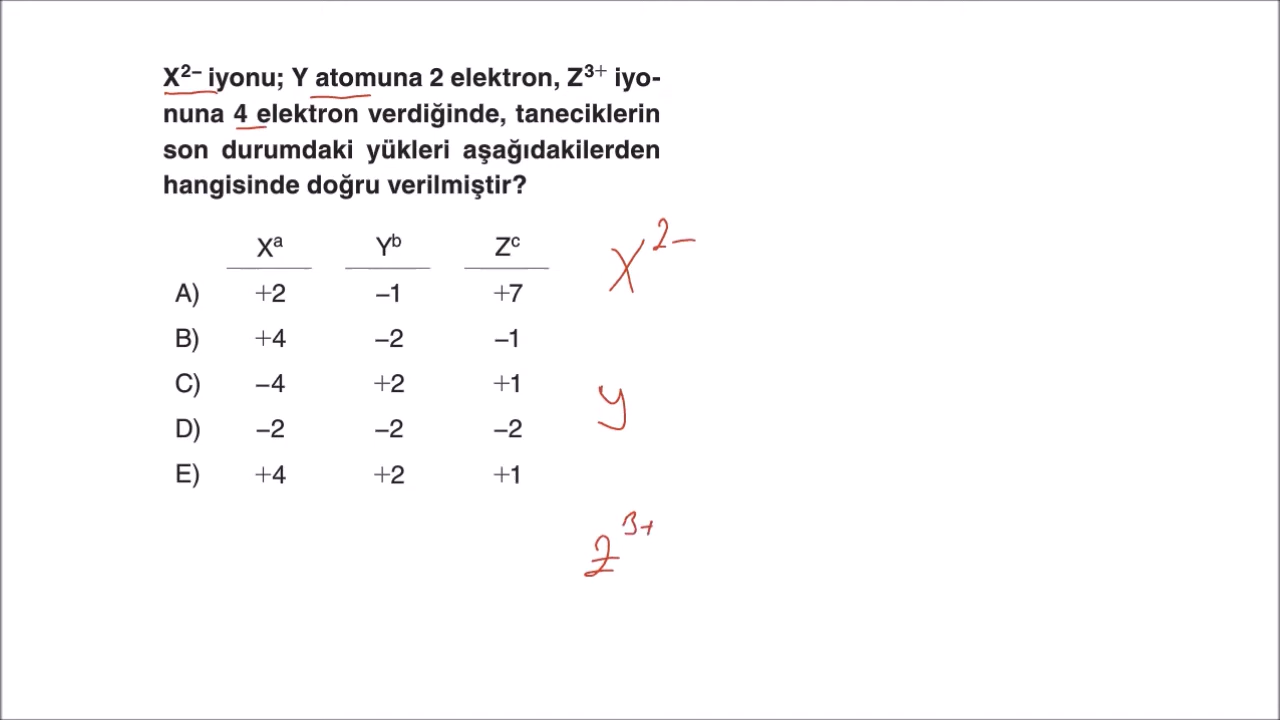 X²⁻ iyonu; Y atomuna 2 elektron, Z³⁺ iyo-
nuna 4 elektron verdiğinde, taneciklerin
son durumdaki yükleri aşağıdakilerden
hangisinde doğru verilmiştir?
Xᵃ Yᵇ Zᶜ
A) +2 –1 +7
B) +4 –2 –1
C) –4 +2 +1
D) –2 –2 –2
E) +4 +2 +1
X²⁻
y
Z³⁺